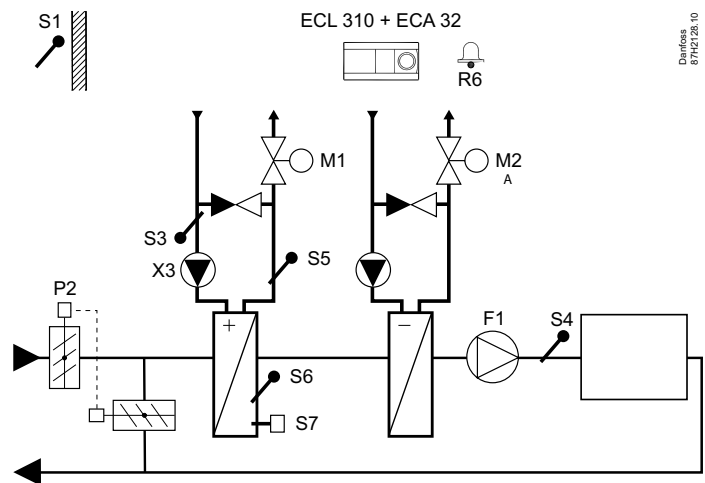 S1
ECL 310 + ECA 32
R6
Danfoss
87H2128.10
M1
M2
A
S3
S5
X3
P2
+
−
F1
S4
S6
S7